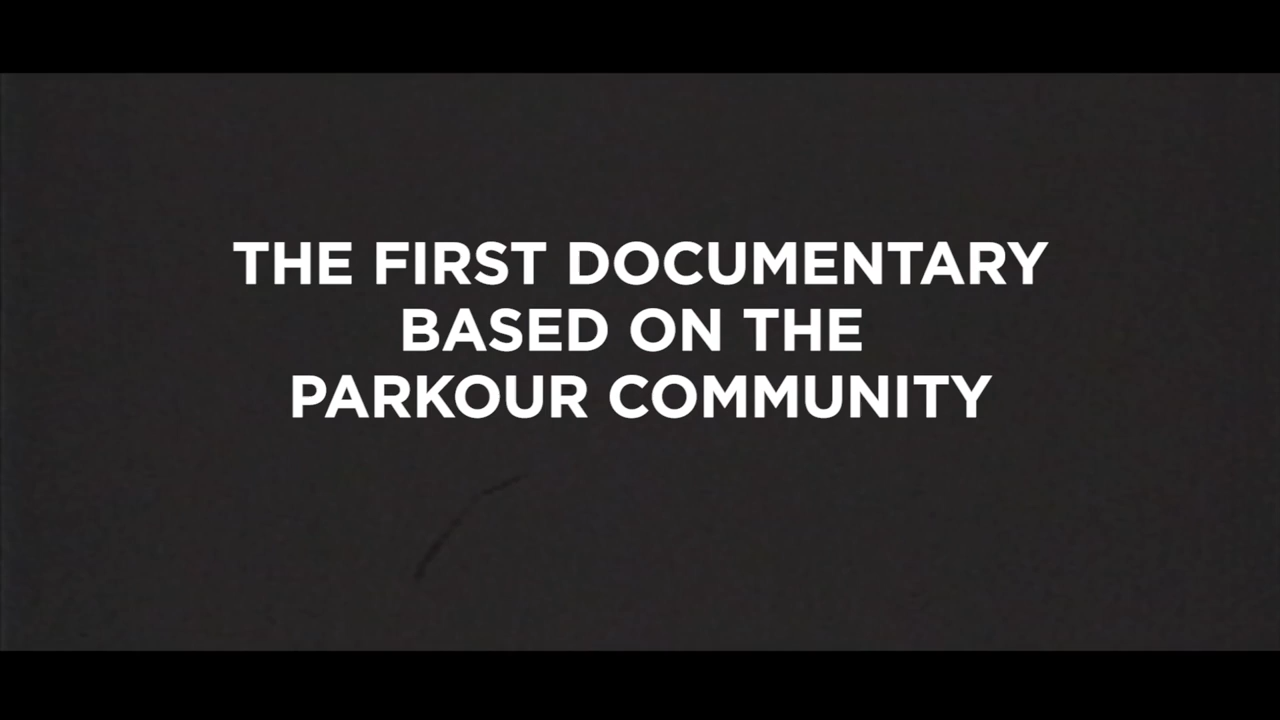 THE FIRST DOCUMENTARY
BASED ON THE
PARKOUR COMMUNITY